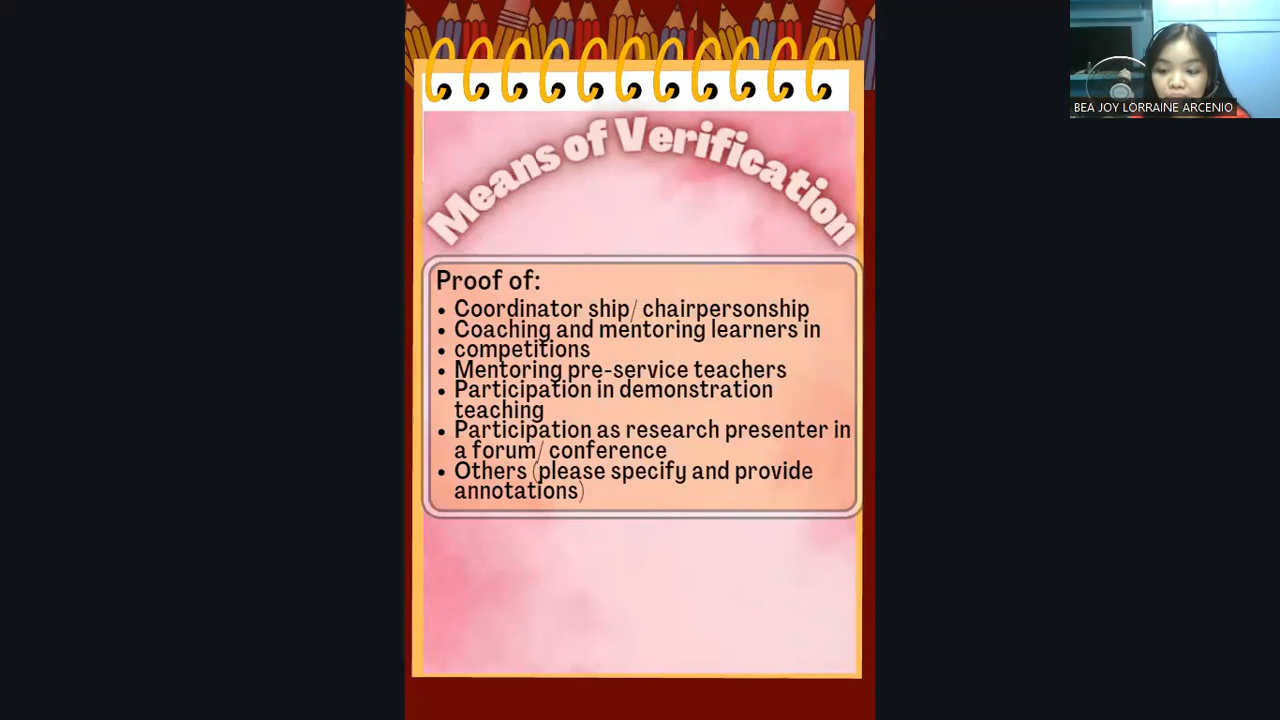 BEA JOY LORRAINE ARCENIO
Means of Verification
Proof of:
• Coordinator ship/ chairpersonship
• Coaching and mentoring learners in
• competitions
• Mentoring pre-service teachers
• Participation in demonstration
teaching
• Participation as research presenter in
a forum/ conference
• Others (please specify and provide
annotations)